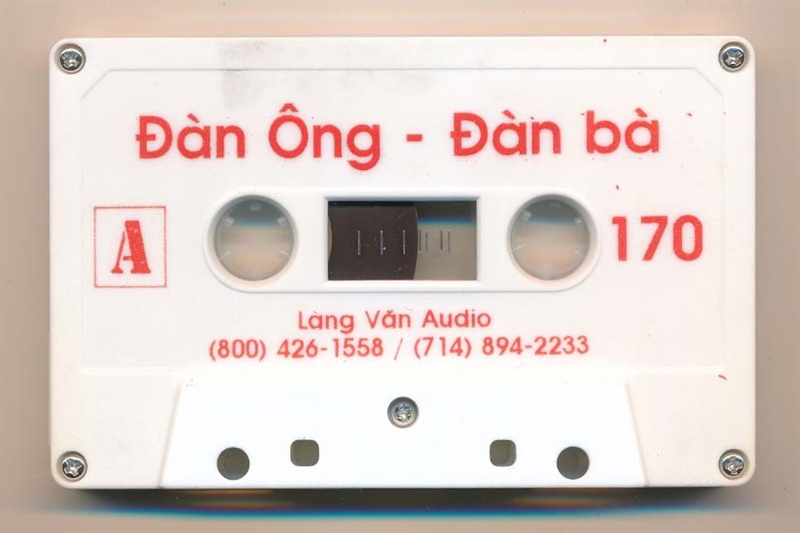 Đàn Ông - Đàn bà
A
170
Làng Văn Audio
(800) 426-1558 / (714) 894-2233